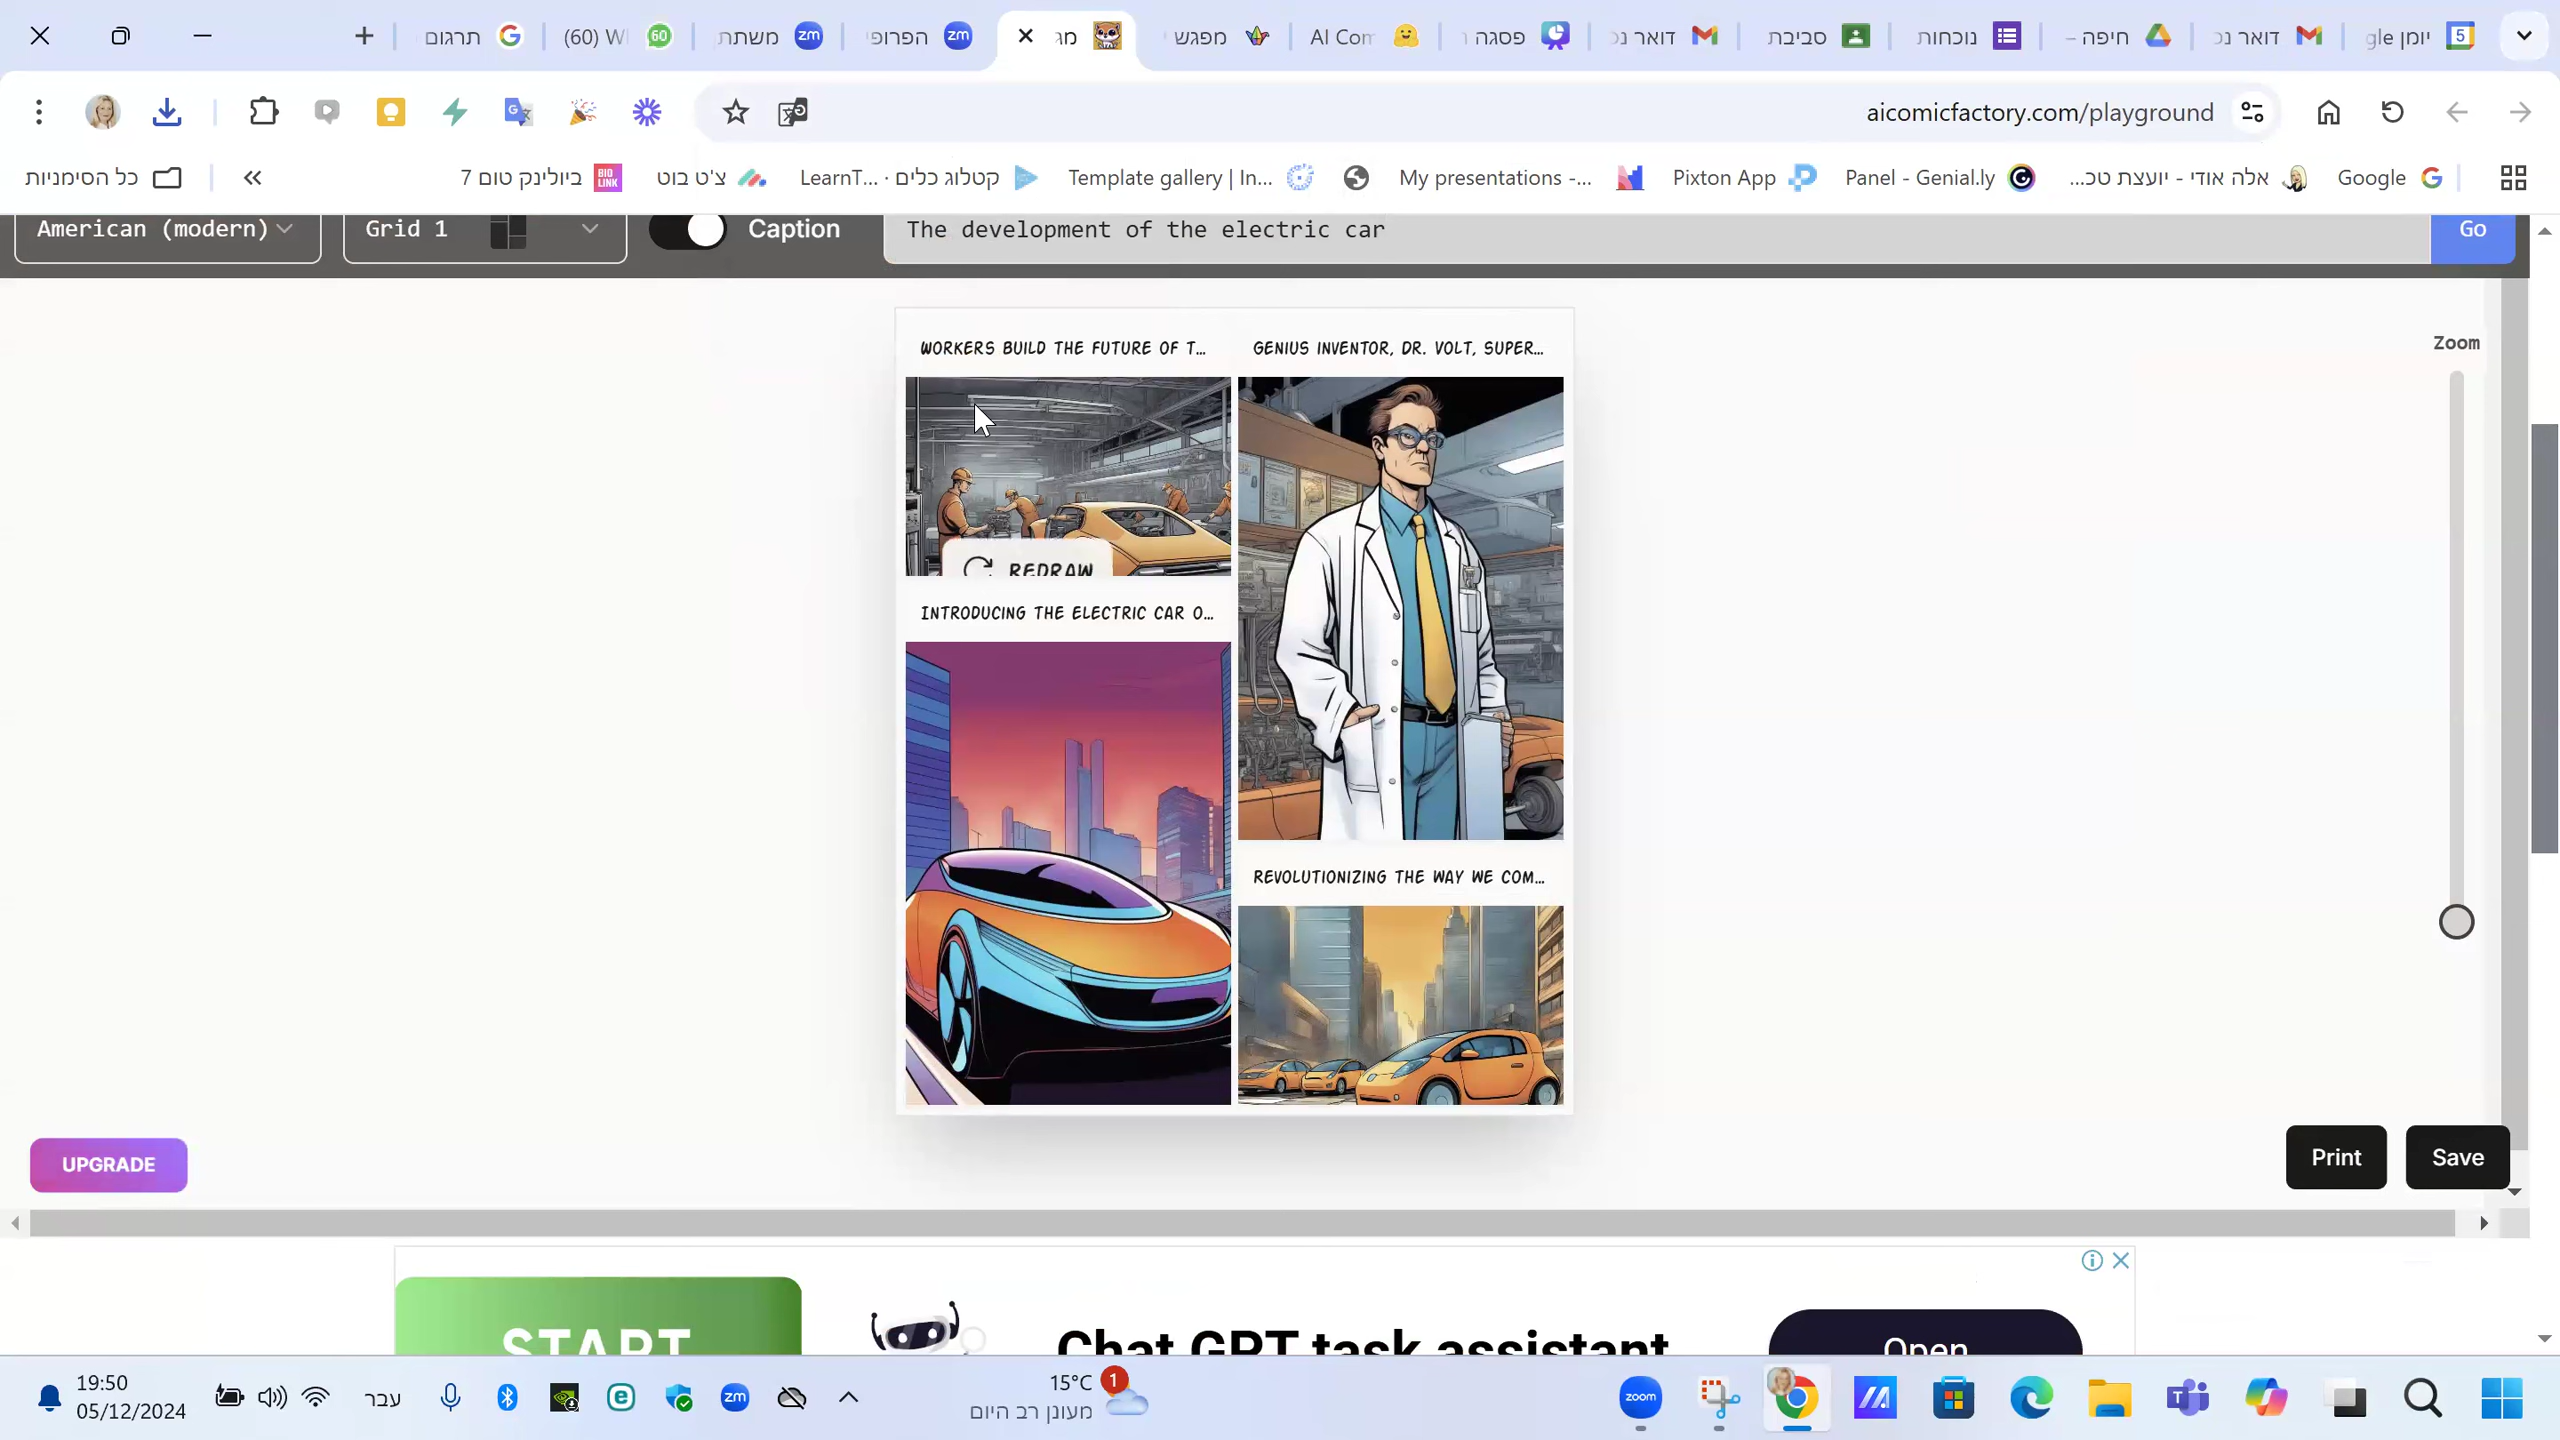 תרגום
(60) W
משתת
הפרופי
מג
מפגש
AI Com
פסגה
דואר נכ
סביבת
נוכחות
חיפה –
דואר נכ
יומן gle
aicomicfactory.com/playground
כל הסימניות
ביולינק טום 7
צ'ט בוט
LearnT... · קטלוג כלים
Template gallery | In...
My presentations -...
Pixton App
Panel - Genial.ly
אלה אודי - יועצת טכ...
Google
American (modern)
Grid 1
Caption
The development of the electric car
Go
Zoom
WORKERS BUILD THE FUTURE OF T...
GENIUS INVENTOR, DR. VOLT, SUPER...
REDRAW
INTRODUCING THE ELECTRIC CAR O...
REVOLUTIONIZING THE WAY WE COM...
UPGRADE
Print
Save
START
Chat GPT task assistant
Open
19:50
05/12/2024
עבר
15°C
1
מעונן רב היום
zm
zoom